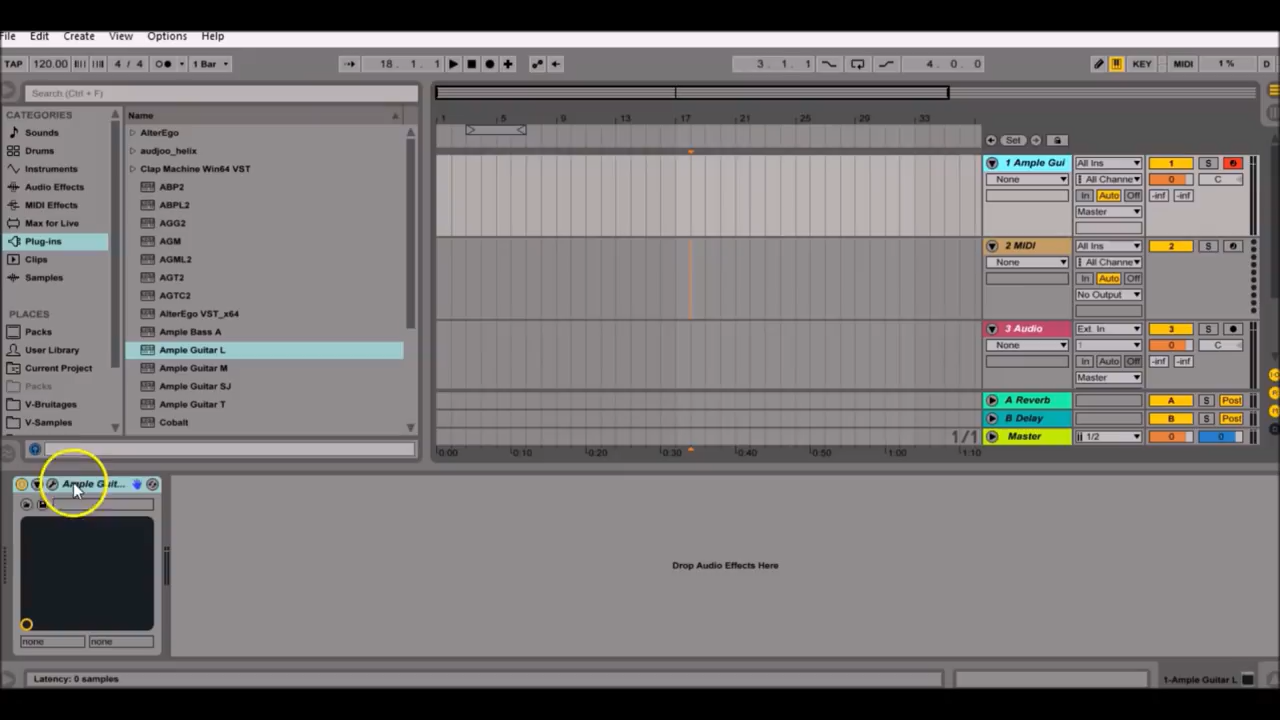 File Edit Create View Options Help
TAP 120.00 4 / 4 1 Bar 18. 1. 1 3. 1. 1 4. 0. 0 KEY MIDI 1 % D
Search (Ctrl + F)
CATEGORIES
Sounds
Drums
Instruments
Audio Effects
MIDI Effects
Max for Live
Plug-ins
Clips
Samples
PLACES
Packs
User Library
Current Project
Packs
V-Bruitages
V-Samples
Name
AlterEgo
audjoo_helix
Clap Machine Win64 VST
ABP2
ABPL2
AGG2
AGM
AGML2
AGT2
AGTC2
AlterEgo VST_x64
Ample Bass A
Ample Guitar L
Ample Guitar M
Ample Guitar SJ
Ample Guitar T
Cobalt
1 5 9 13 17 21 25 29 33
Set
1 Ample Gui All Ins 1 S
None All Channe 0 C
In Auto Off -inf -inf
Master
2 MIDI All Ins 2 S
None All Channe
In Auto Off
No Output
3 Audio Ext. In 3 S
None 1 0 C
In Auto Off -inf -inf
Master
A Reverb A S Post
B Delay B S Post
1/1 Master 1/2 0 0
0:00 0:10 0:20 0:30 0:40 0:50 1:00 1:10
Ample Guit...
none none
Drop Audio Effects Here
Latency: 0 samples
1-Ample Guitar L